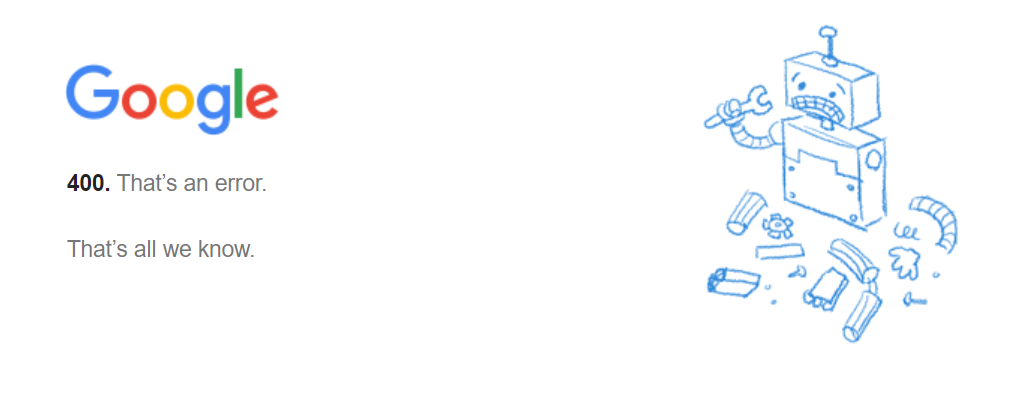 Google
400. That’s an error.
That’s all we know.